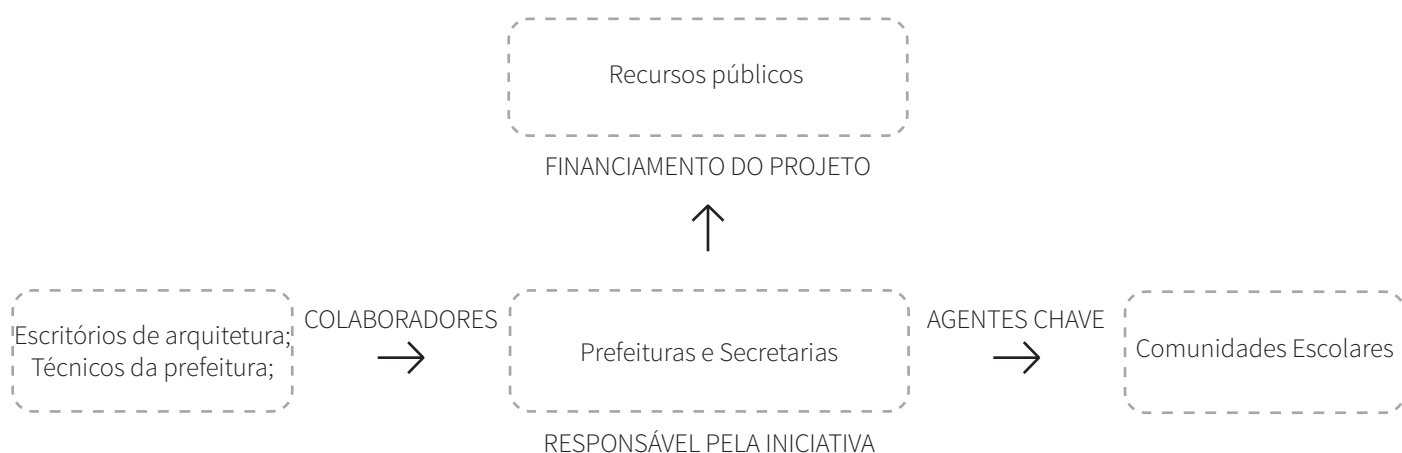 Recursos públicos
FINANCIAMENTO DO PROJETO
Escritórios de arquitetura;
Técnicos da prefeitura;
COLABORADORES
Prefeituras e Secretarias
RESPONSÁVEL PELA INICIATIVA
AGENTES CHAVE
Comunidades Escolares